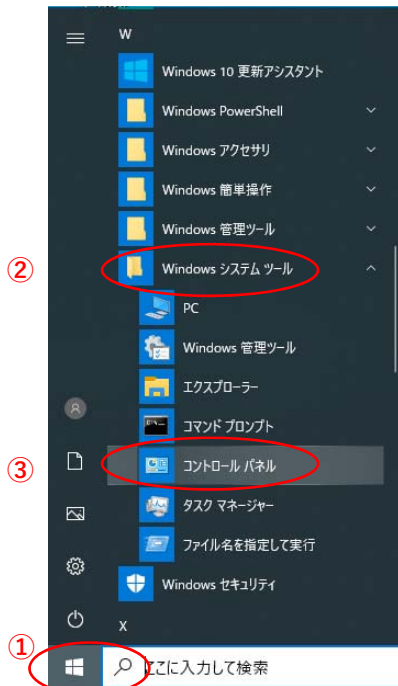 W
Windows 10 更新アシスタント
Windows PowerShell
Windows アクセサリ
Windows 簡単操作
Windows 管理ツール
② Windows システム ツール
PC
Windows 管理ツール
エクスプローラー
コマンド プロンプト
③ コントロール パネル
タスク マネージャー
ファイル名を指定して実行
Windows セキュリティ
X
①
ここに入力して検索